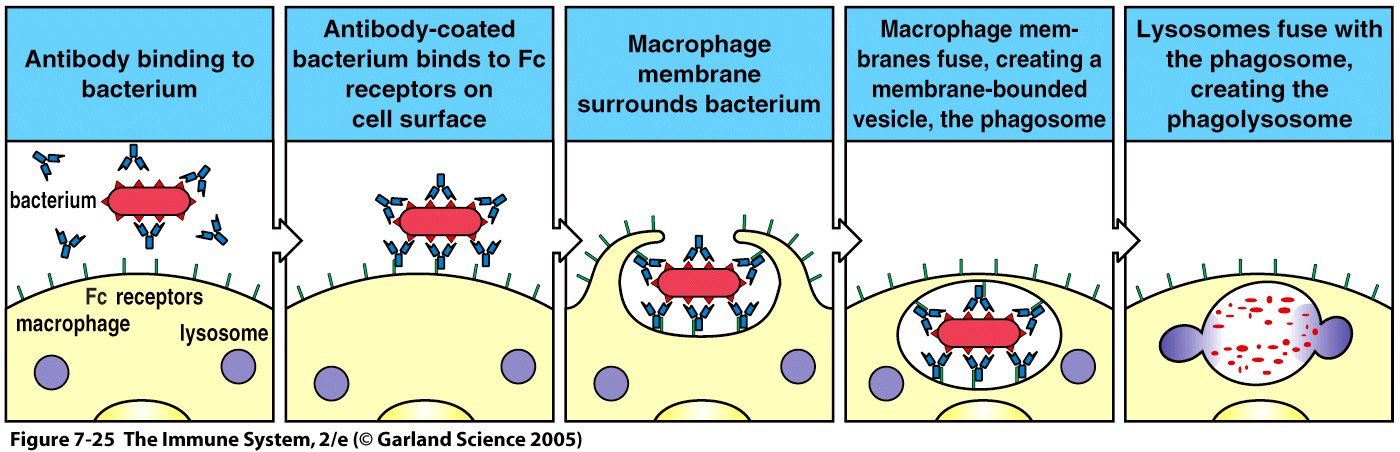 Antibody binding to
bacterium
Antibody-coated
bacterium binds to Fc
receptors on
cell surface
Macrophage
membrane
surrounds bacterium
Macrophage mem-
branes fuse, creating a
membrane-bounded
vesicle, the phagosome
Lysosomes fuse with
the phagosome,
creating the
phagolysosome
bacterium
Fc receptors
macrophage
lysosome
Figure 7-25 The Immune System, 2/e (© Garland Science 2005)